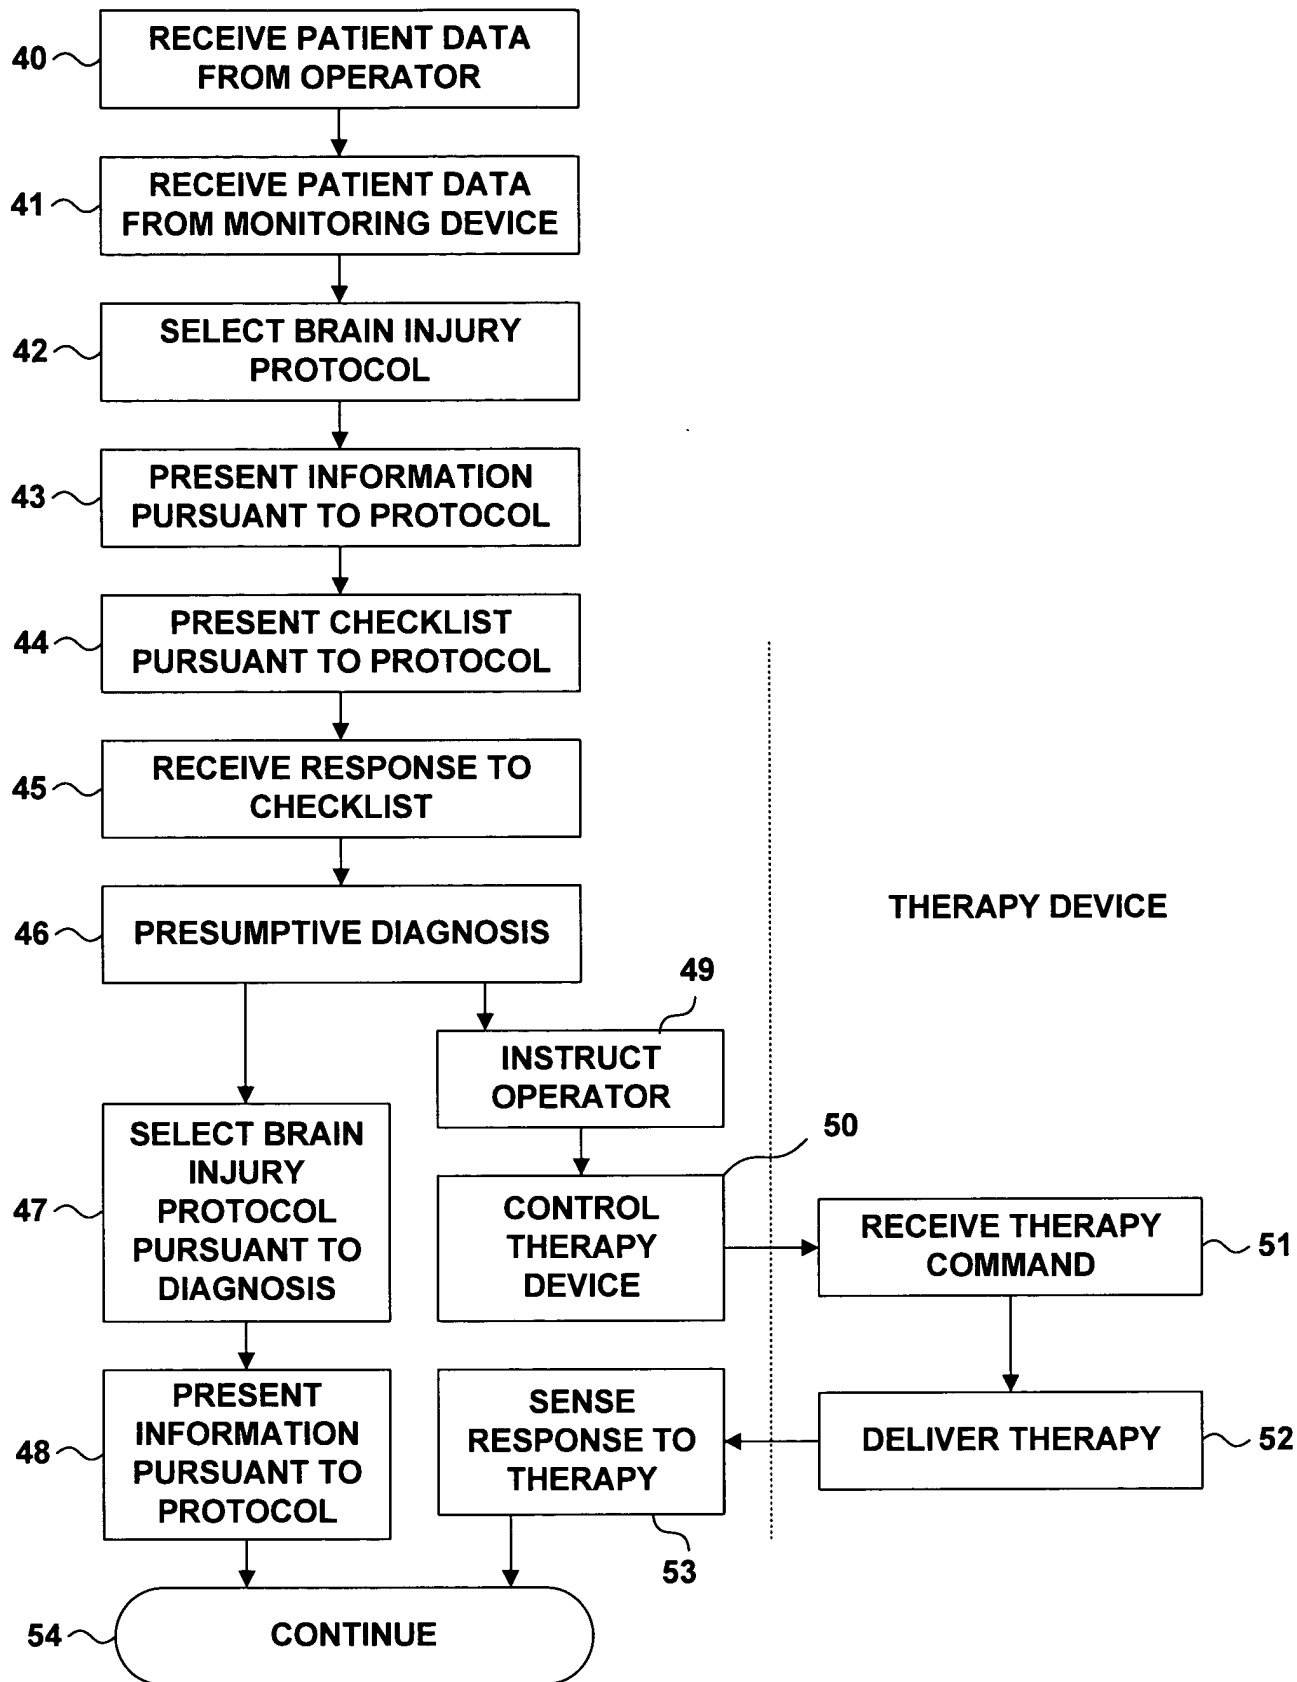 40
RECEIVE PATIENT DATA
FROM OPERATOR
41
RECEIVE PATIENT DATA
FROM MONITORING DEVICE
42
SELECT BRAIN INJURY
PROTOCOL
43
PRESENT INFORMATION
PURSUANT TO PROTOCOL
44
PRESENT CHECKLIST
PURSUANT TO PROTOCOL
45
RECEIVE RESPONSE TO
CHECKLIST
46
PRESUMPTIVE DIAGNOSIS
THERAPY DEVICE
49
INSTRUCT
OPERATOR
47
SELECT BRAIN
INJURY
PROTOCOL
PURSUANT TO
DIAGNOSIS
50
CONTROL
THERAPY
DEVICE
RECEIVE THERAPY
COMMAND
51
48
PRESENT
INFORMATION
PURSUANT TO
PROTOCOL
SENSE
RESPONSE TO
THERAPY
53
DELIVER THERAPY
52
54
CONTINUE